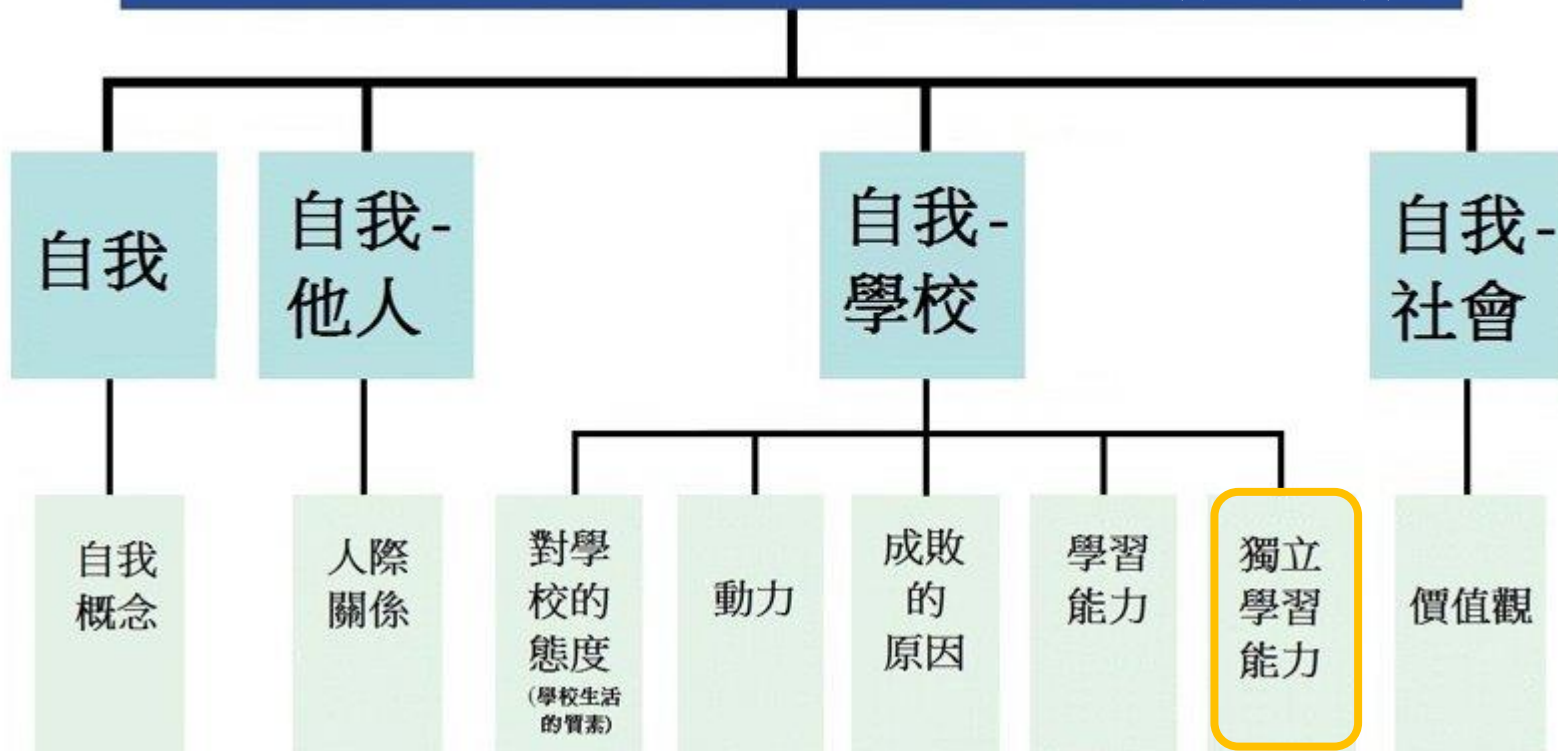 自我
自我-
他人
自我-
學校
自我-
社會
自我
概念
人際
關係
對學
校的
態度
(學校生活
的質素)
動力
成敗
的
原因
學習
能力
獨立
學習
能力
價值觀